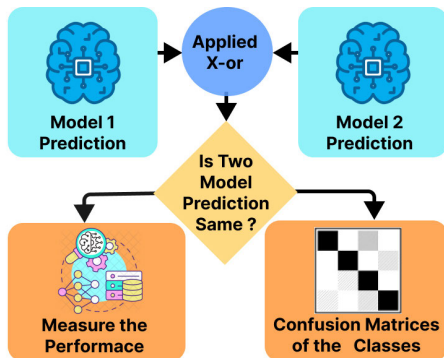 Applied
X-or
Model 1
Prediction
Model 2
Prediction
Is Two
Model
Prediction
Same ?
Measure the
Performace
Confusion Matrices
of the Classes